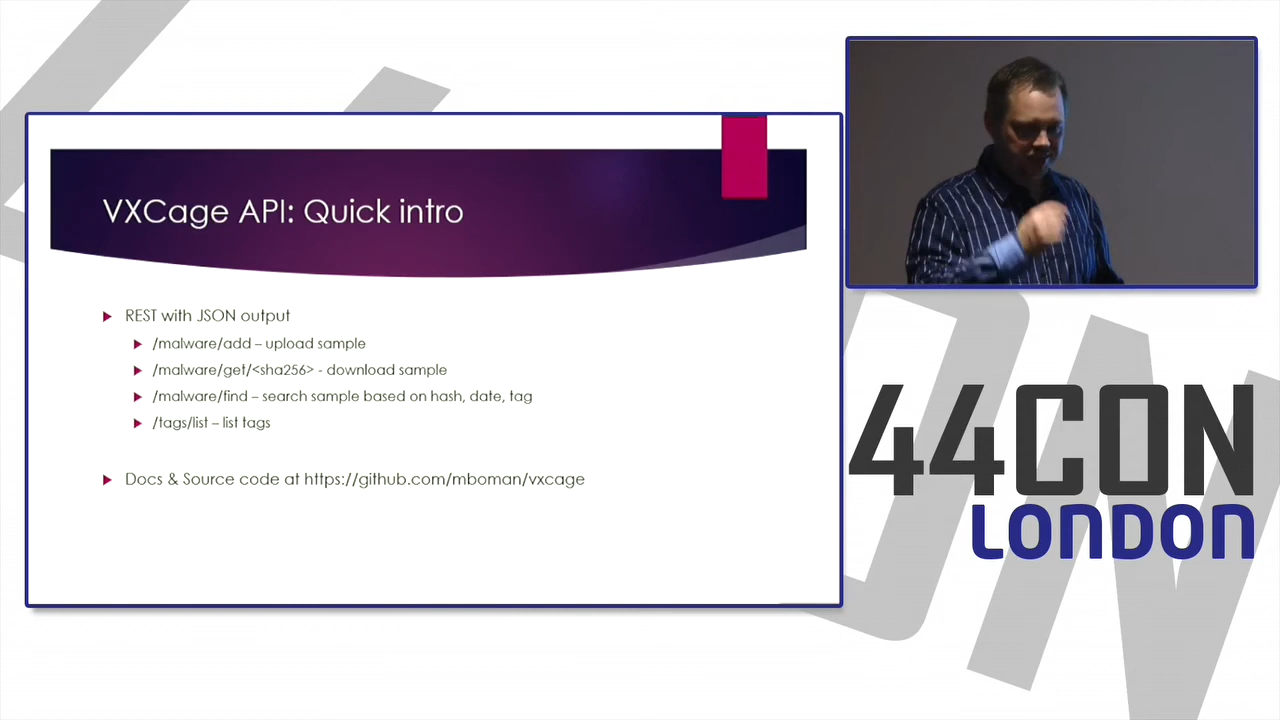 VXCage API: Quick intro
REST with JSON output
/malware/add – upload sample
/malware/get/<sha256> - download sample
/malware/find – search sample based on hash, date, tag
/tags/list – list tags
Docs & Source code at https://github.com/mboman/vxcage
44CON
LONDON